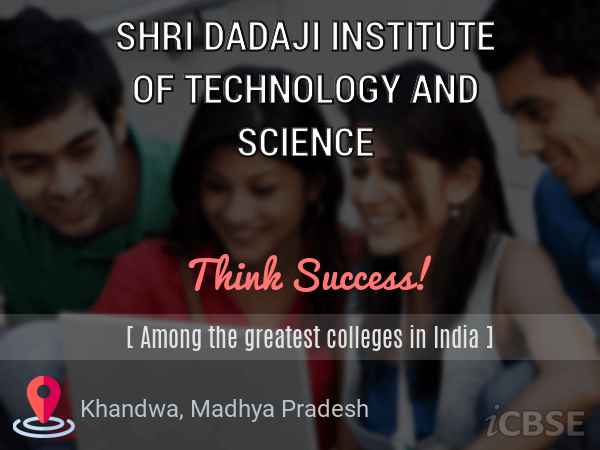 SHRI DADAJI INSTITUTE
OF TECHNOLOGY AND
SCIENCE
Think Success!
[ Among the greatest colleges in India ]
Khandwa, Madhya Pradesh
iCBSE